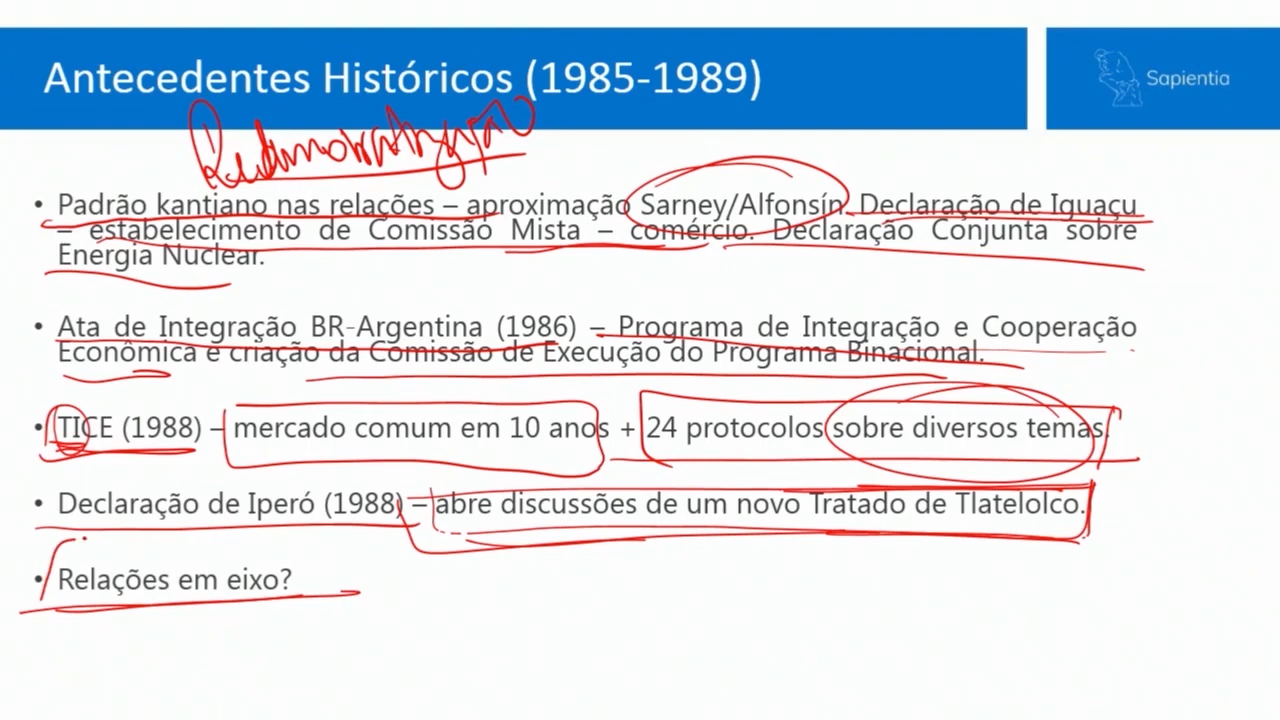 Antecedentes Históricos (1985-1989)
Sapientia
Redemocratização
• Padrão kantiano nas relações – aproximação Sarney/Alfonsín. Declaração de Iguaçu
– estabelecimento de Comissão Mista – comércio. Declaração Conjunta sobre
Energia Nuclear.
• Ata de Integração BR-Argentina (1986) – Programa de Integração e Cooperação
Econômica e criação da Comissão de Execução do Programa Binacional.
• TICE (1988) – mercado comum em 10 anos + 24 protocolos sobre diversos temas.
• Declaração de Iperó (1988) – abre discussões de um novo Tratado de Tlatelolco.
• Relações em eixo?